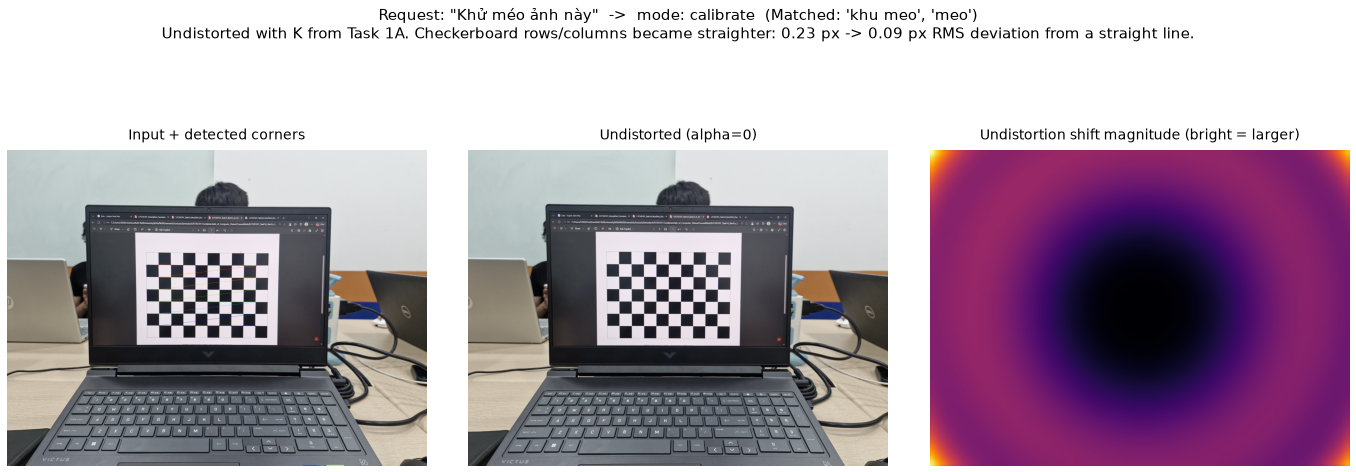 Request: "Khử méo ảnh này"  ->  mode: calibrate  (Matched: 'khu meo', 'meo')
Undistorted with K from Task 1A. Checkerboard rows/columns became straighter: 0.23 px -> 0.09 px RMS deviation from a straight line.
Input + detected corners
Undistorted (alpha=0)
Undistortion shift magnitude (bright = larger)
VICTUS
VICTUS